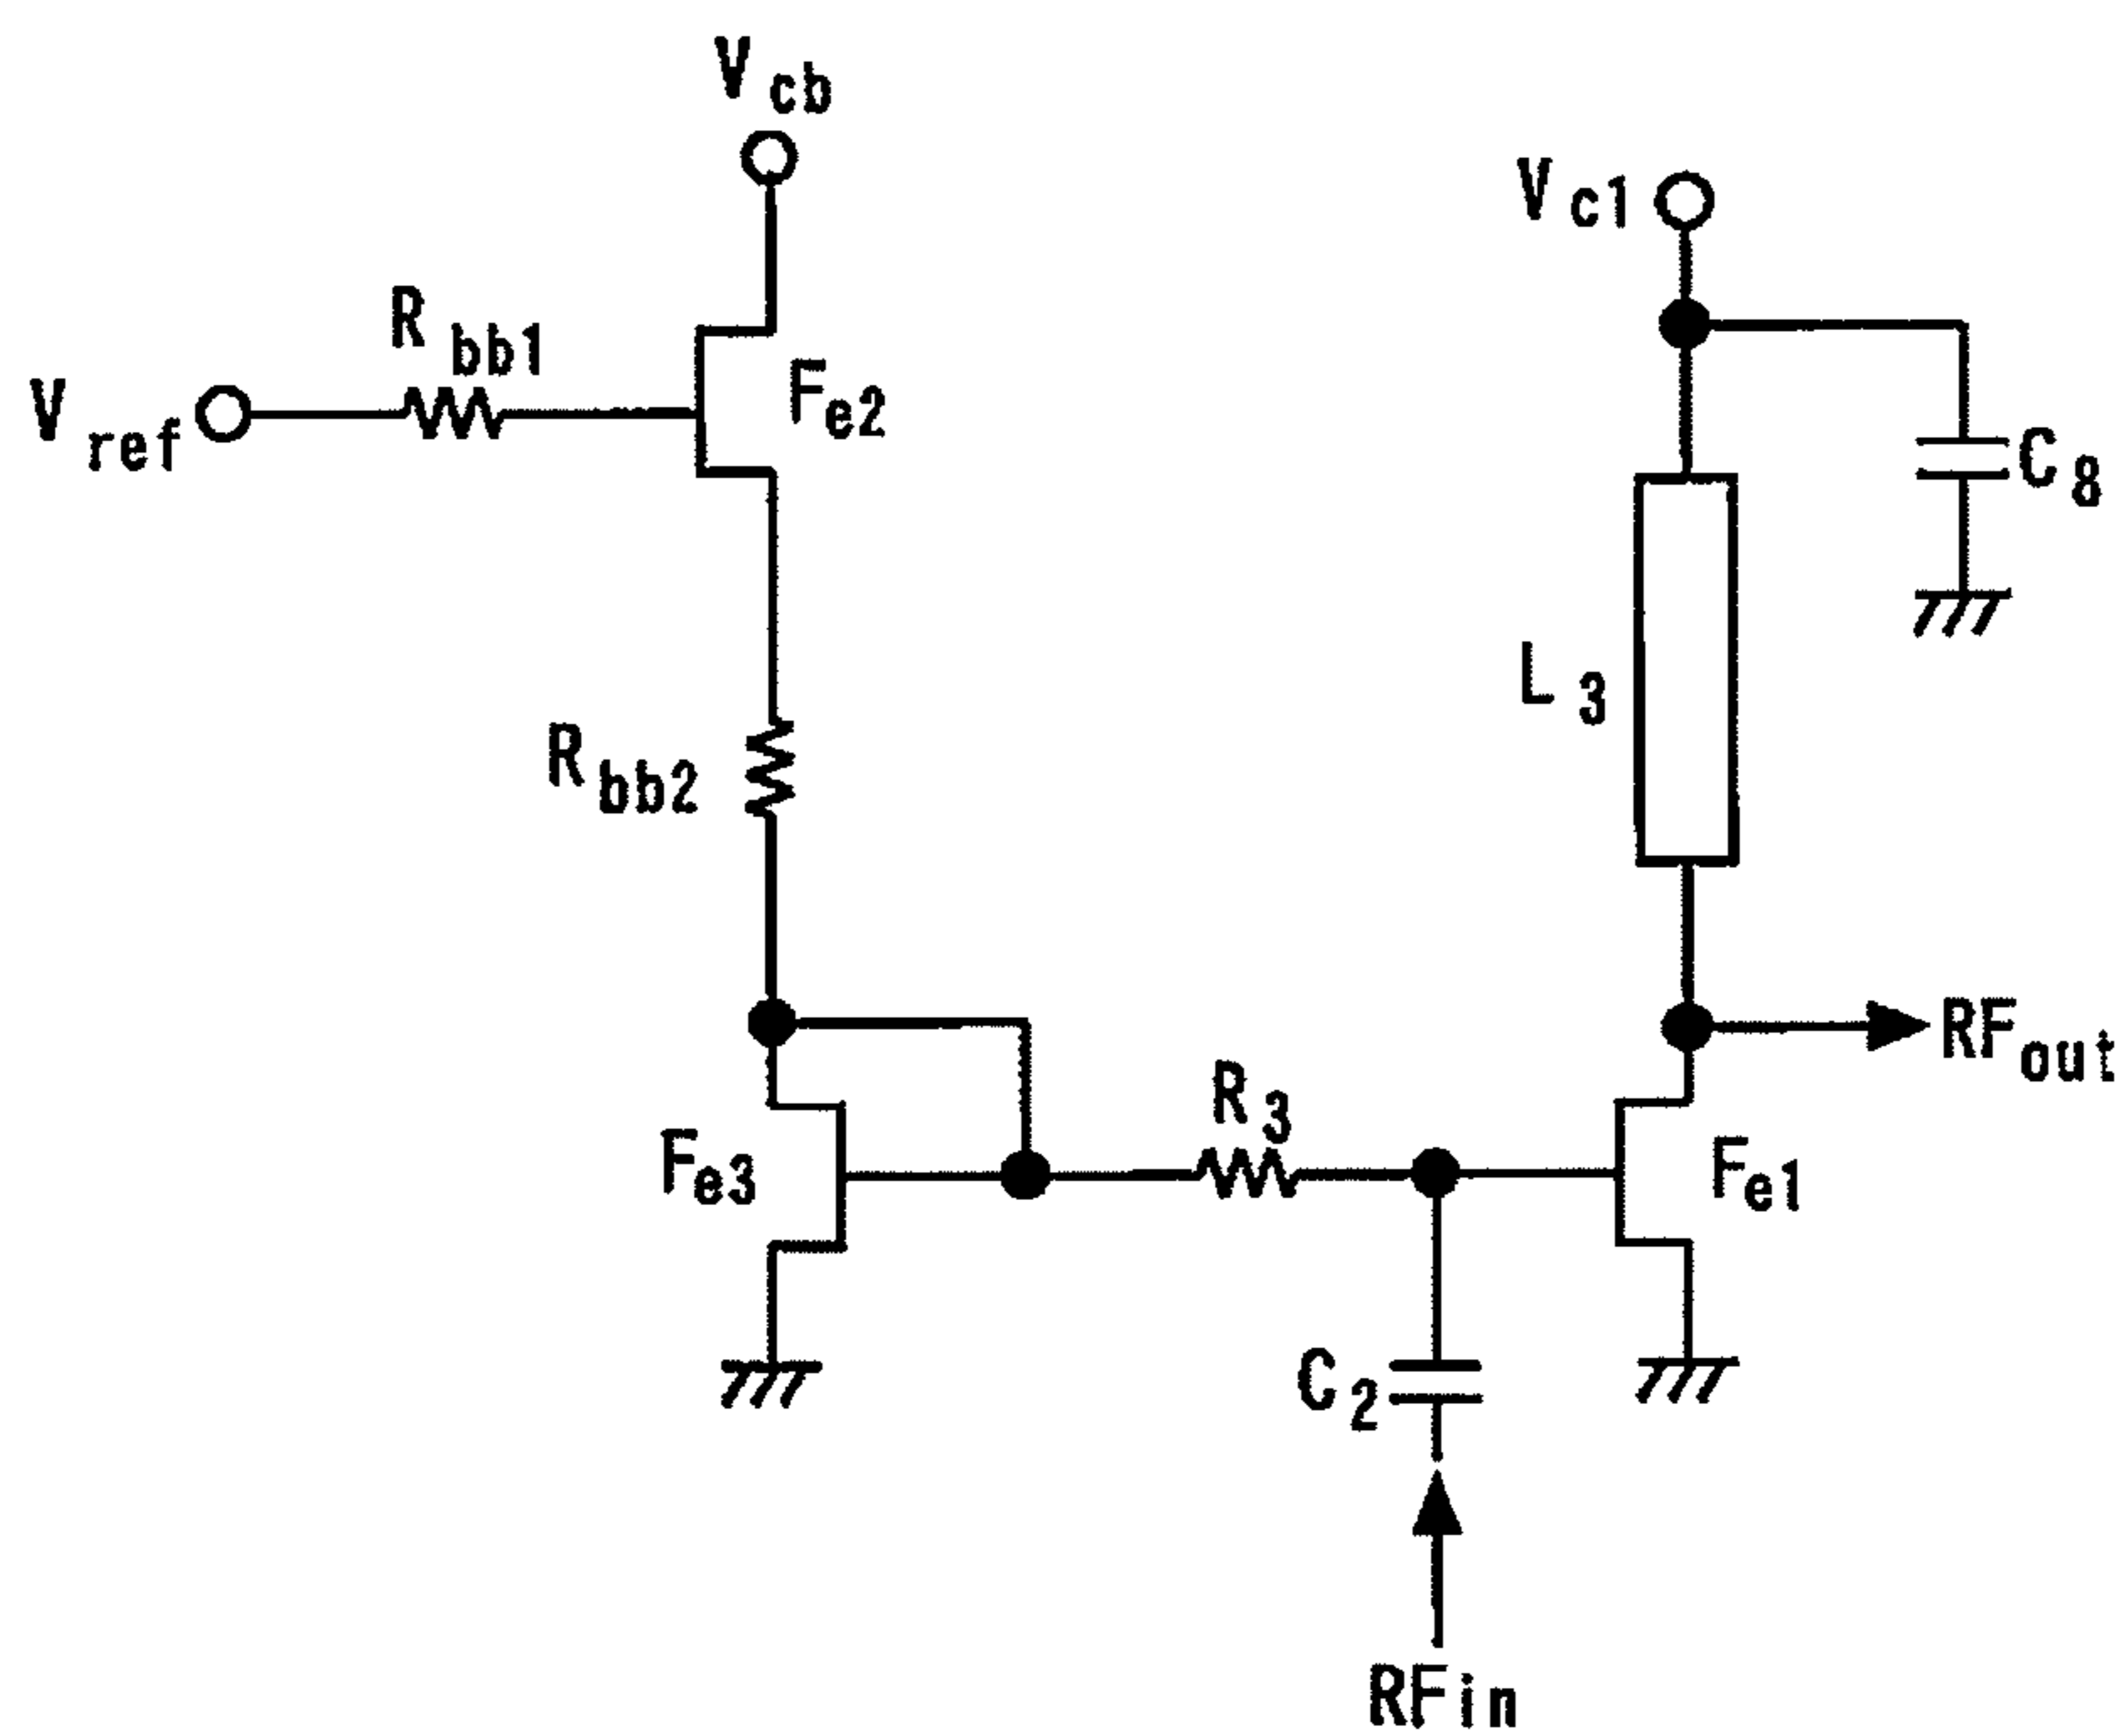 Vcb
Vc1
Rbb1
Vref
Fe2
C8
L3
Rbb2
RFout
R3
Fe3
Fe1
C2
RFin